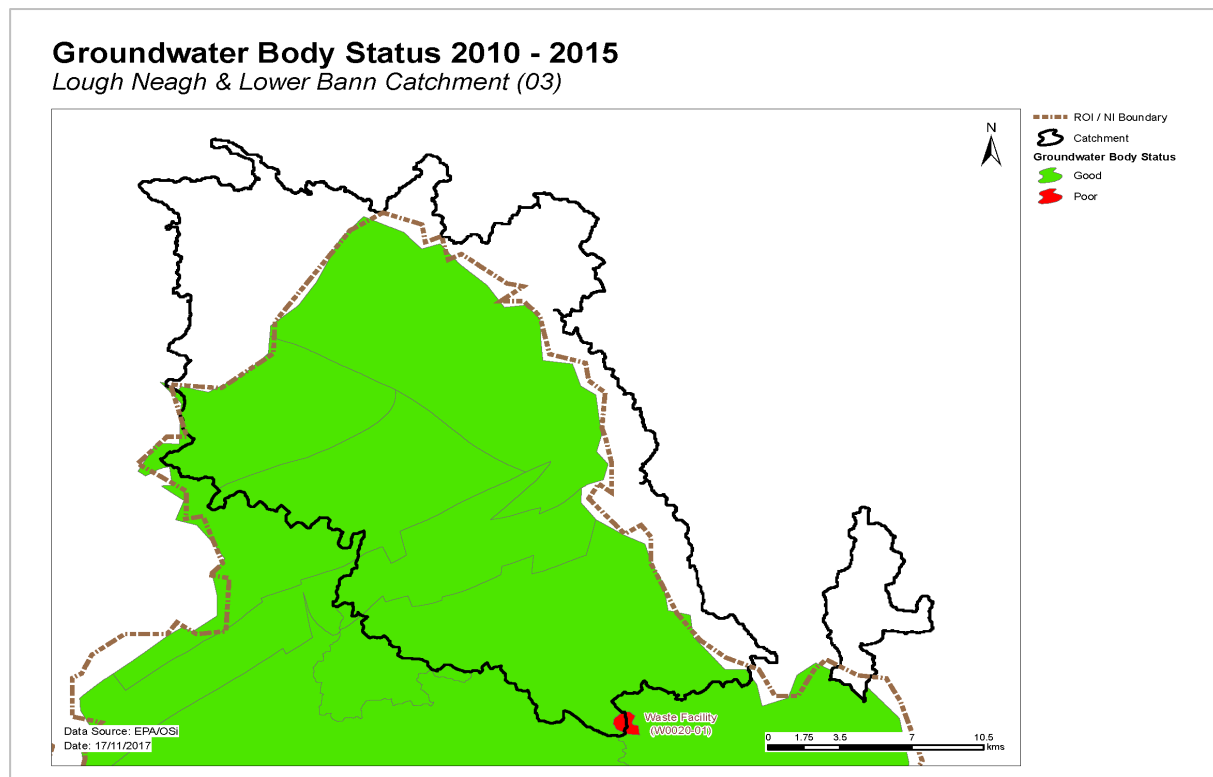 Groundwater Body Status 2010 - 2015
Lough Neagh & Lower Bann Catchment (03)
N
ROI / NI Boundary
Catchment
Groundwater Body Status
Good
Poor
Waste Facility
(W0020-01)
Data Source: EPA/OSi
Date: 17/11/2017
0 1.75 3.5 7 10.5
kms